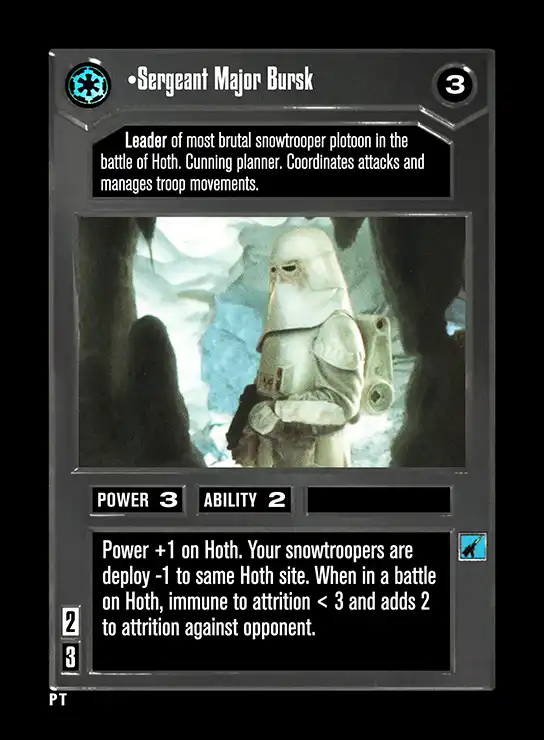 •Sergeant Major Bursk
3
Leader of most brutal snowtrooper plotoon in the
battle of Hoth. Cunning planner. Coordinates attacks and
manages troop movements.
POWER 3
ABILITY 2
Power +1 on Hoth. Your snowtroopers are
deploy -1 to same Hoth site. When in a battle
on Hoth, immune to attrition < 3 and adds 2
to attrition against opponent.
2
3
PT